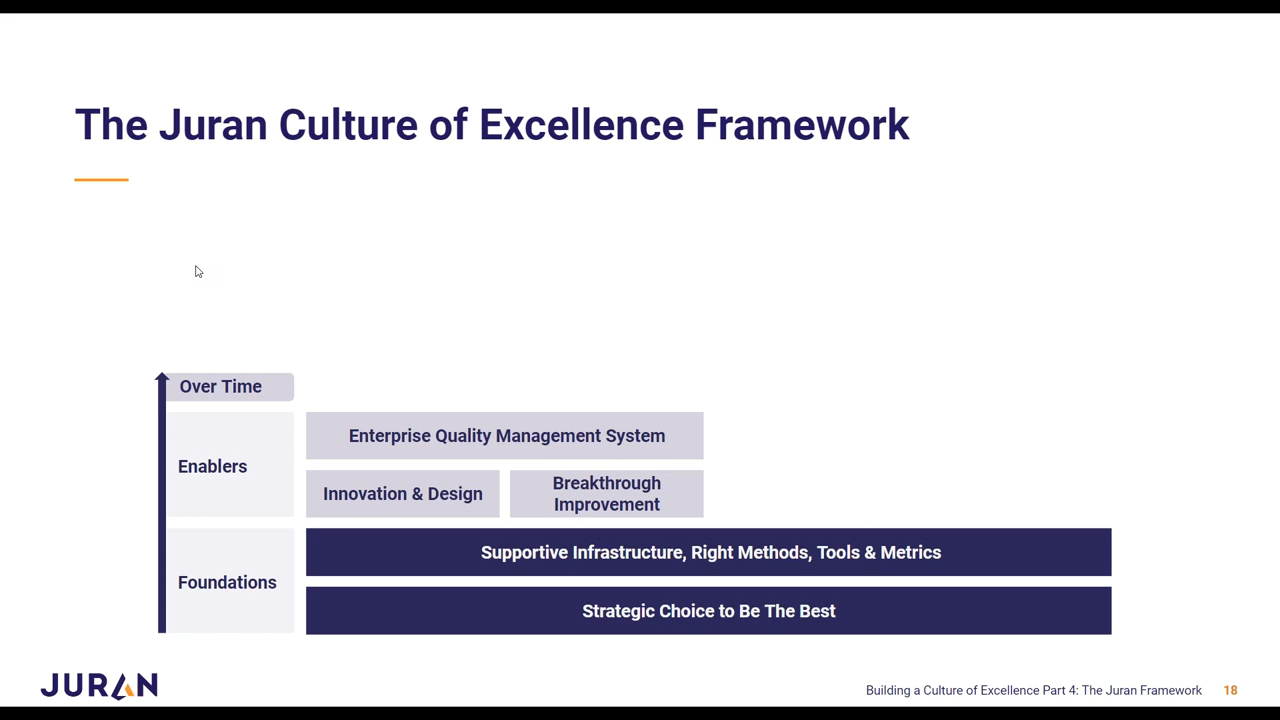 The Juran Culture of Excellence Framework
Over Time
Enablers
Enterprise Quality Management System
Innovation & Design
Breakthrough
Improvement
Foundations
Supportive Infrastructure, Right Methods, Tools & Metrics
Strategic Choice to Be The Best
JURAN
Building a Culture of Excellence Part 4: The Juran Framework
18